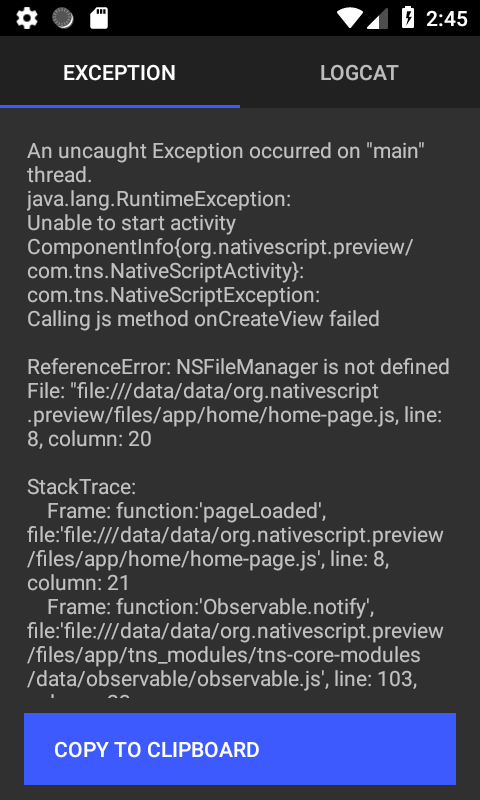 2:45
EXCEPTION
LOGCAT
An uncaught Exception occurred on "main"
thread.
java.lang.RuntimeException:
Unable to start activity
ComponentInfo{org.nativescript.preview/
com.tns.NativeScriptActivity}:
com.tns.NativeScriptException:
Calling js method onCreateView failed
ReferenceError: NSFileManager is not defined
File: "file:///data/data/org.nativescript
.preview/files/app/home/home-page.js, line:
8, column: 20
StackTrace:
Frame: function:'pageLoaded',
file:'file:///data/data/org.nativescript.preview
/files/app/home/home-page.js', line: 8,
column: 21
Frame: function:'Observable.notify',
file:'file:///data/data/org.nativescript.preview
/files/app/tns_modules/tns-core-modules
/data/observable/observable.js', line: 103,
COPY TO CLIPBOARD